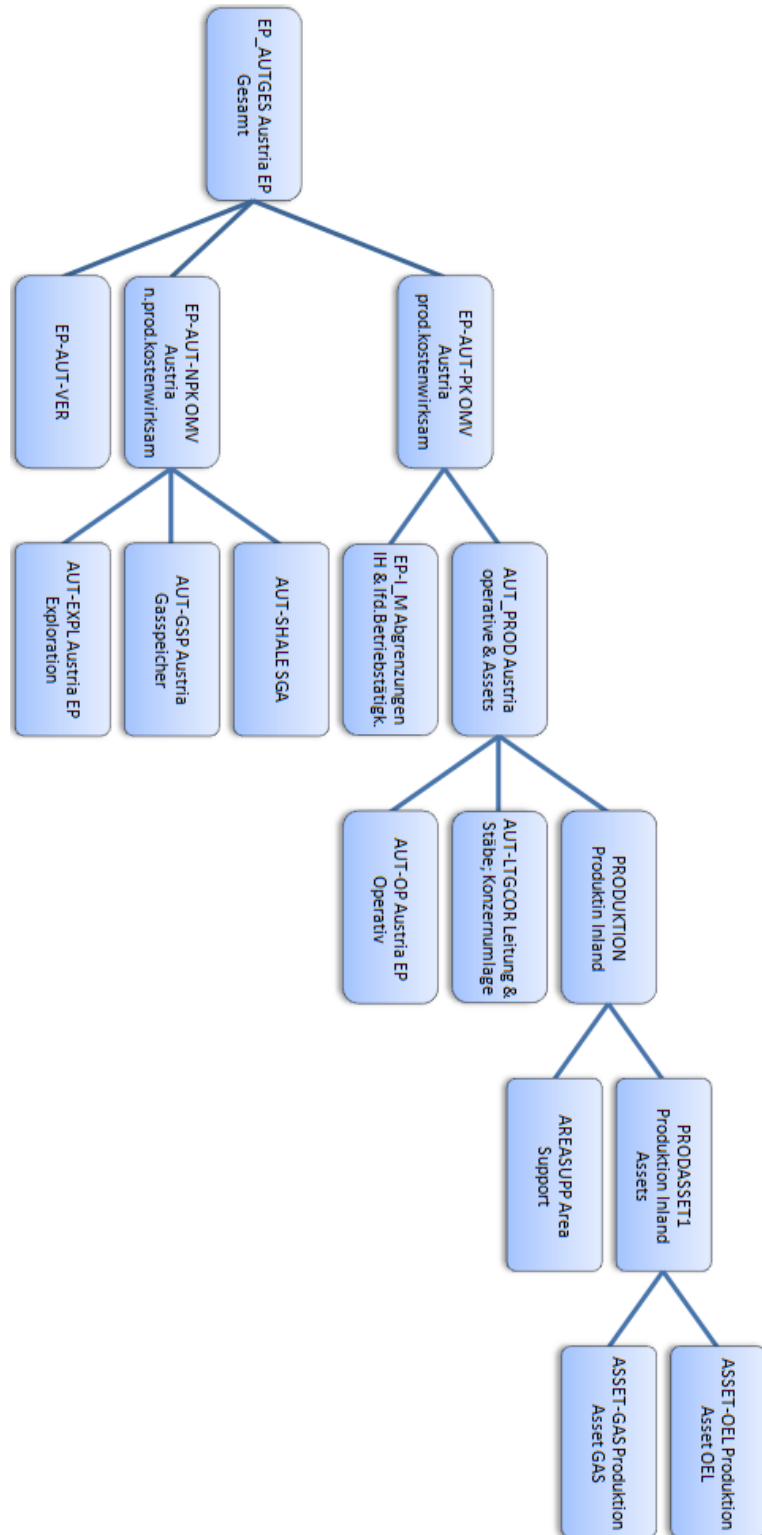 EP_AUTGES Austria EP
Gesamt
EP-AUT-VER
EP-AUT-NPK OMV
Austria
n.prod.kostenwirksam
EP-AUT-PK OMV
Austria
prod.kostenwirksam
AUT-EXPL Austria EP
Exploration
AUT-GSP Austria
Gasspeicher
AUT-SHALE SGA
EP-I_M Abgrenzungen
IH & lfd.Betriebstätigk.
AUT_PROD Austria
operative & Assets
AUT-OP Austria EP
Operativ
AUT-LTGCOR Leitung &
Stäbe; Konzernumlage
PRODUKTION
Produktin Inland
AREASUPP Area
Support
PRODASSET1
Produktion Inland
Assets
ASSET-GAS Produktion
Asset GAS
ASSET-OEL Produktion
Asset OEL